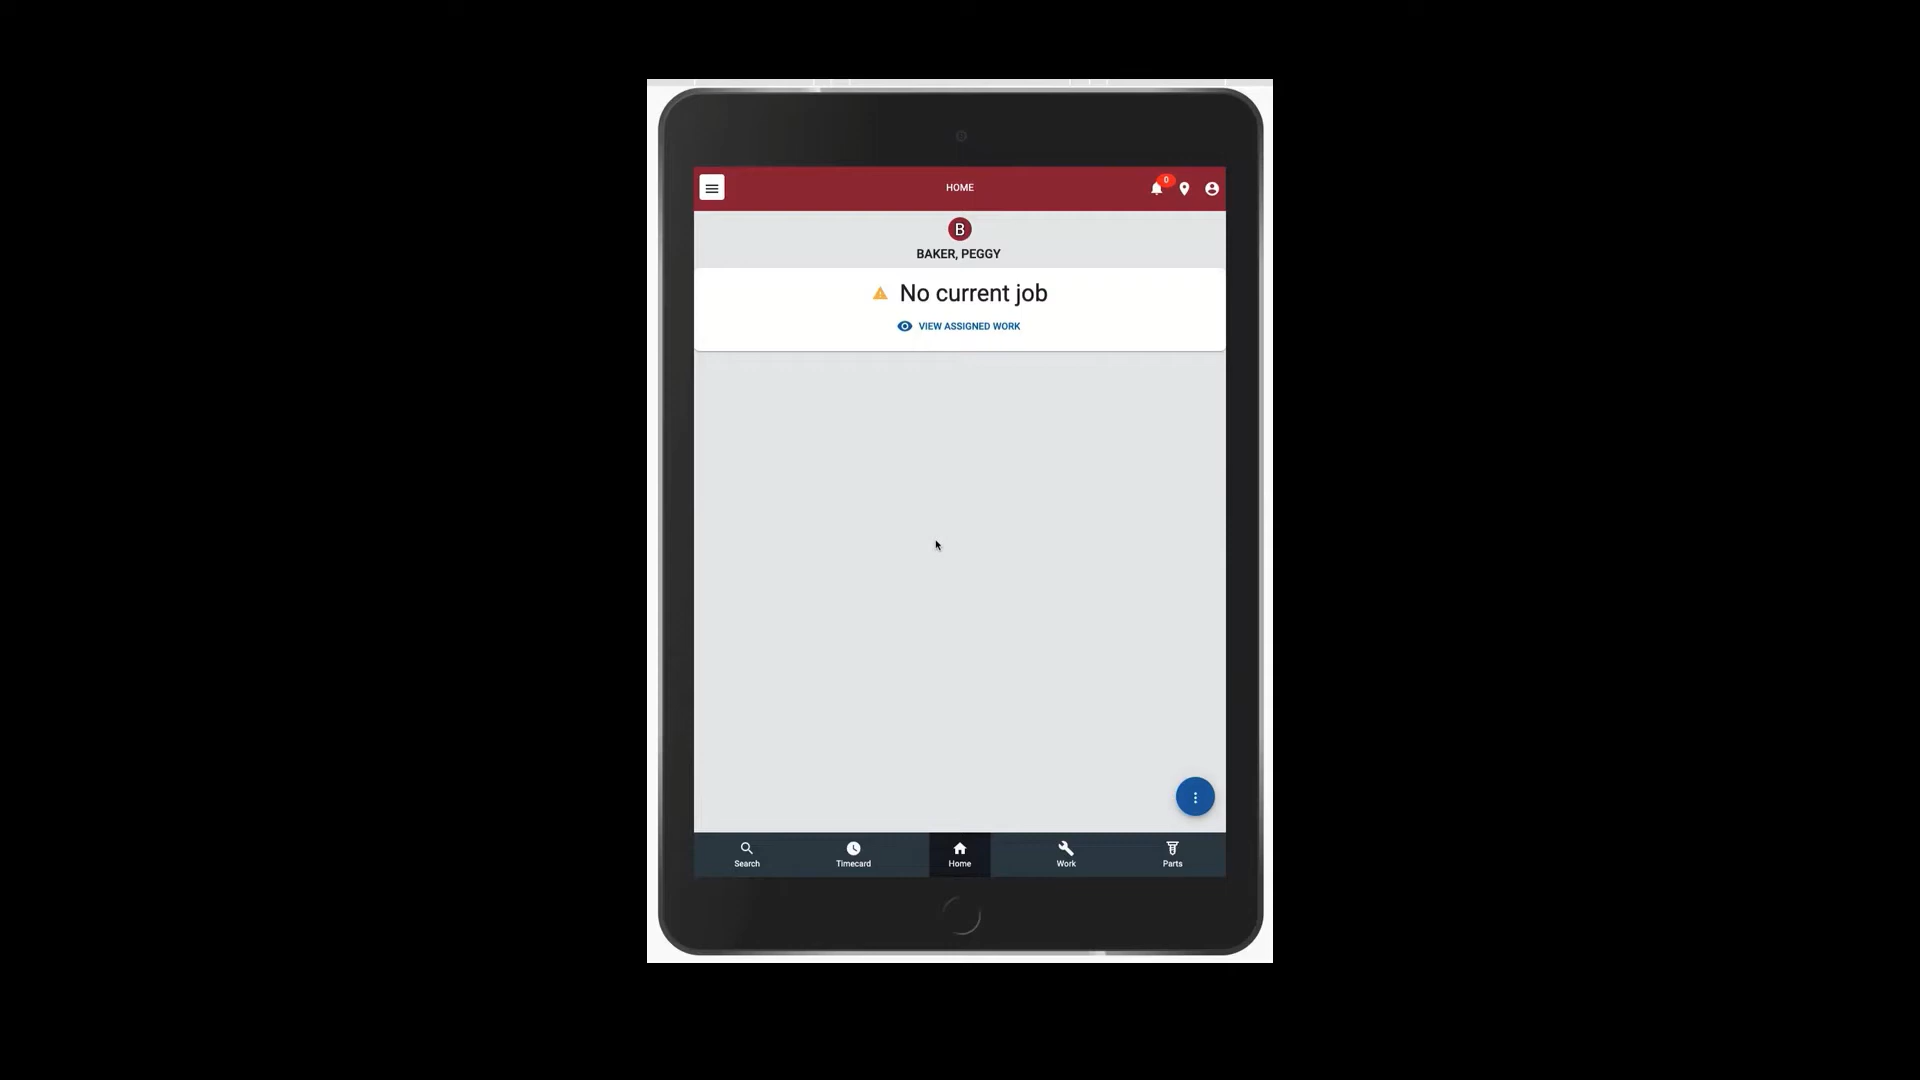 HOME
0
B
BAKER, PEGGY
No current job
VIEW ASSIGNED WORK
Search
Timecard
Home
Work
Parts